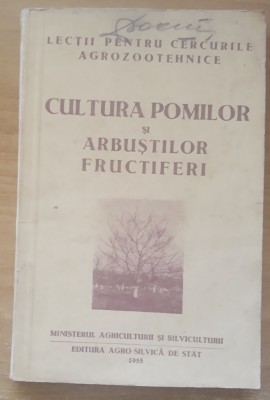 LECȚII PENTRU CERCURILE
AGROZOOTEHNICE
CULTURA POMILOR
ȘI
ARBUȘTILOR
FRUCTIFERI
MINISTERUL AGRICULTURII ȘI SILVICULTURII
EDITURA AGRO-SILVICĂ DE STAT